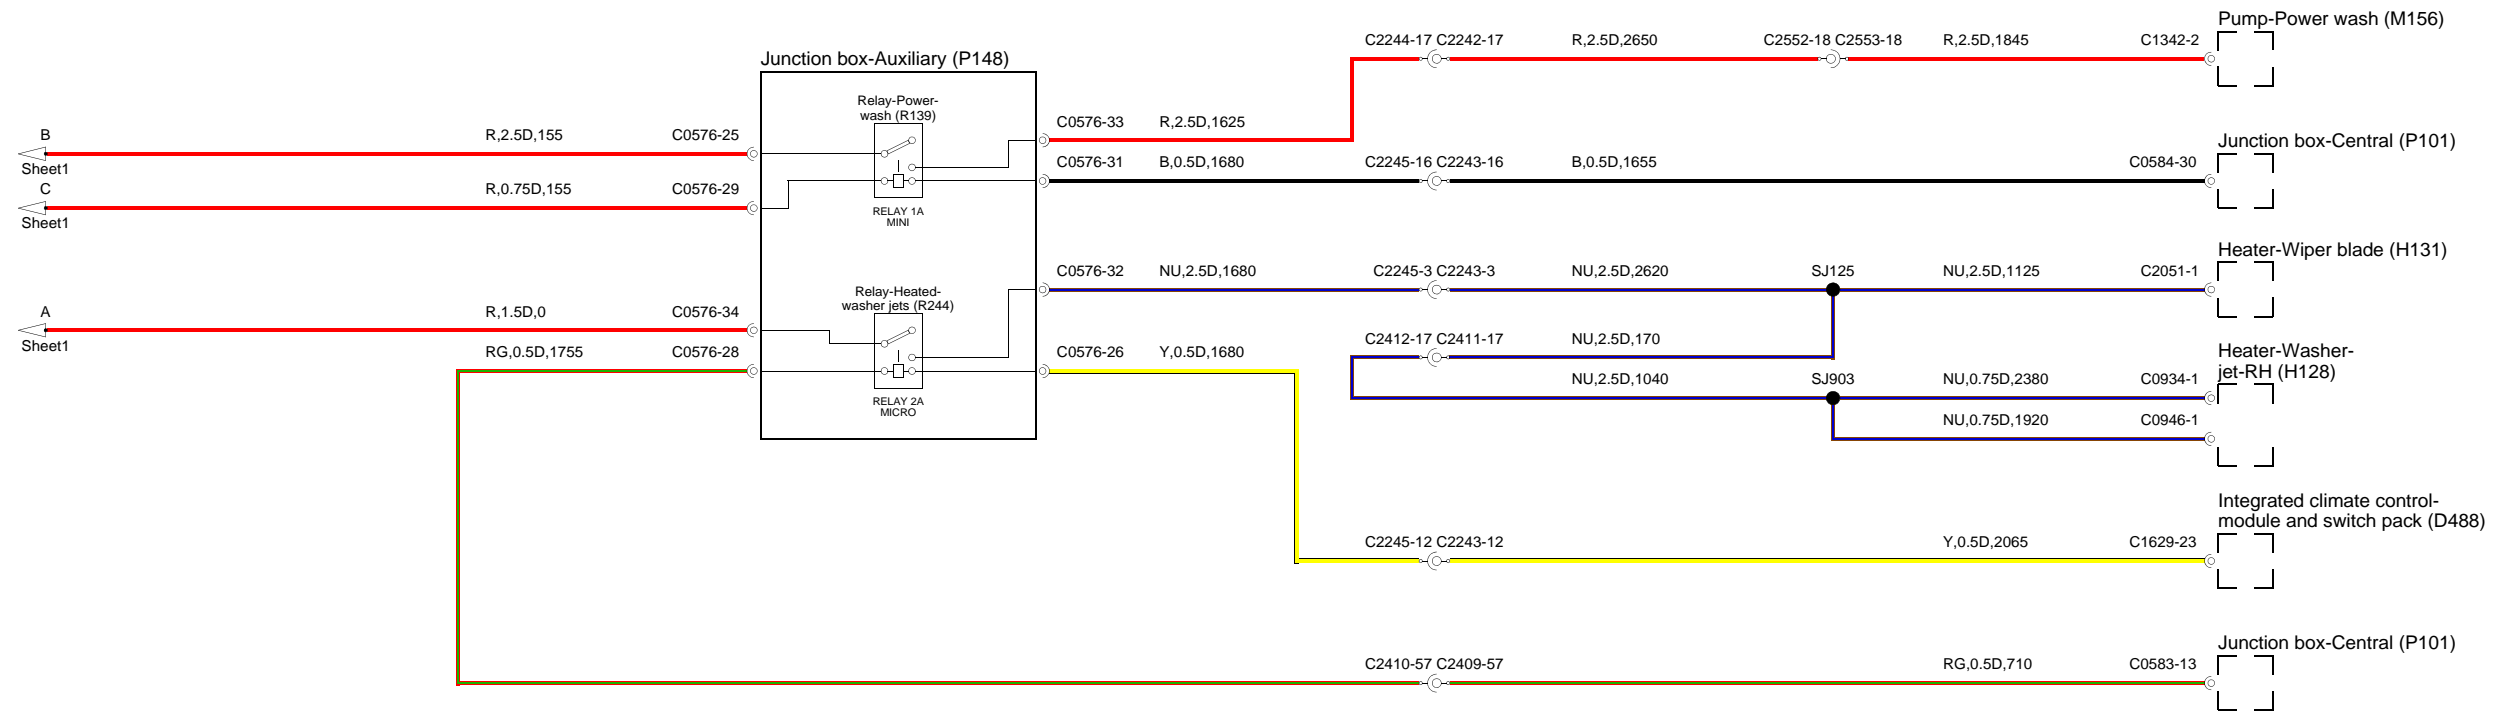 Pump-Power wash (M156)
C2244-17 C2242-17 R,2.5D,2650 C2552-18 C2553-18 R,2.5D,1845 C1342-2
Junction box-Auxiliary (P148)
Relay-Power-
wash (R139)
B R,2.5D,155 C0576-25
C0576-33 R,2.5D,1625
Junction box-Central (P101)
Sheet1
C0576-31 B,0.5D,1680 C2245-16 C2243-16 B,0.5D,1655 C0584-30
C R,0.75D,155 C0576-29
Sheet1
RELAY 1A
MINI
Heater-Wiper blade (H131)
C0576-32 NU,2.5D,1680 C2245-3 C2243-3 NU,2.5D,2620 SJ125 NU,2.5D,1125 C2051-1
Relay-Heated-
washer jets (R244)
A R,1.5D,0 C0576-34
Sheet1
C2412-17 C2411-17 NU,2.5D,170
Heater-Washer-
jet-RH (H128)
RG,0.5D,1755 C0576-28
C0576-26 Y,0.5D,1680
NU,2.5D,1040 SJ903 NU,0.75D,2380 C0934-1
RELAY 2A
MICRO
NU,0.75D,1920 C0946-1
Integrated climate control-
module and switch pack (D488)
C2245-12 C2243-12 Y,0.5D,2065 C1629-23
Junction box-Central (P101)
C2410-57 C2409-57 RG,0.5D,710 C0583-13